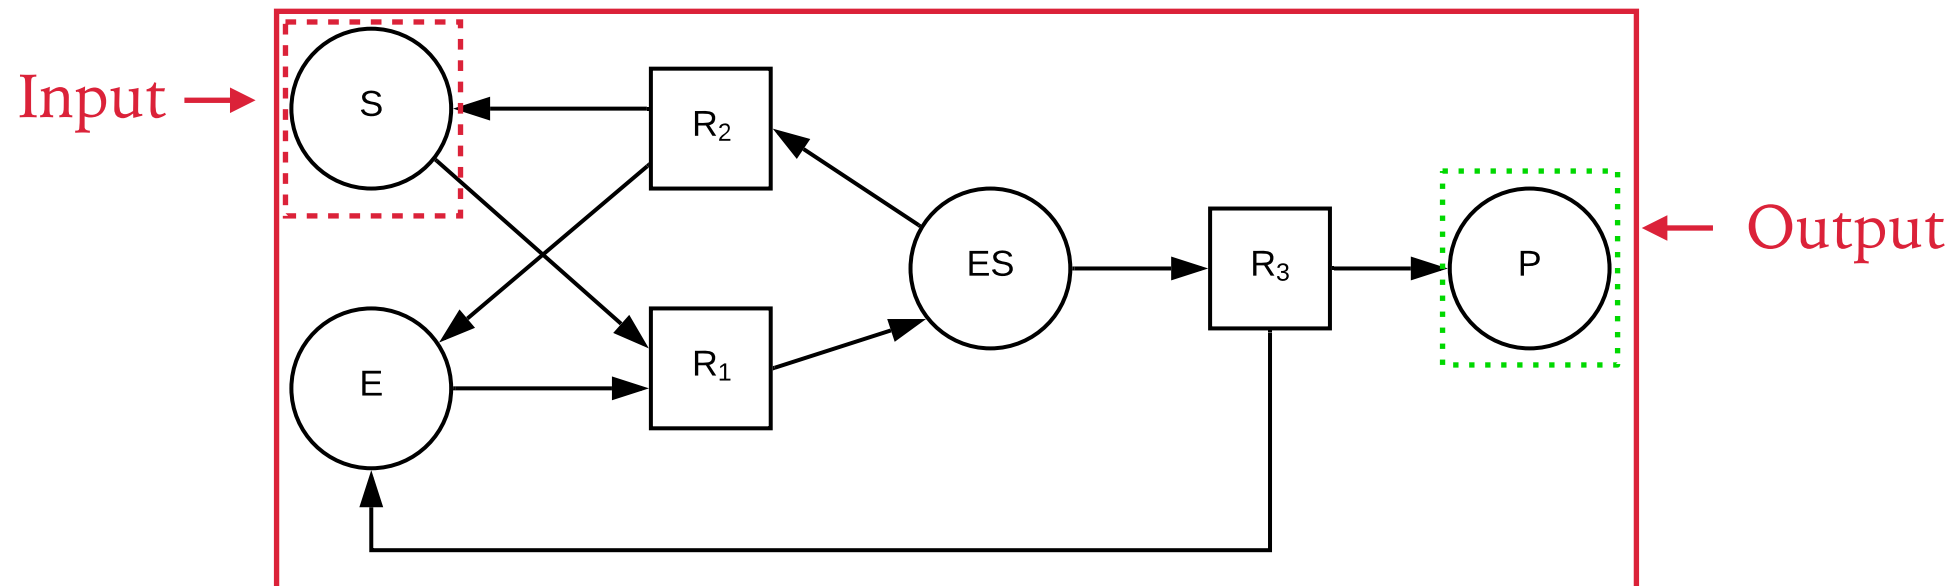 Input
S
R₂
ES
R₃
P
Output
E
R₁